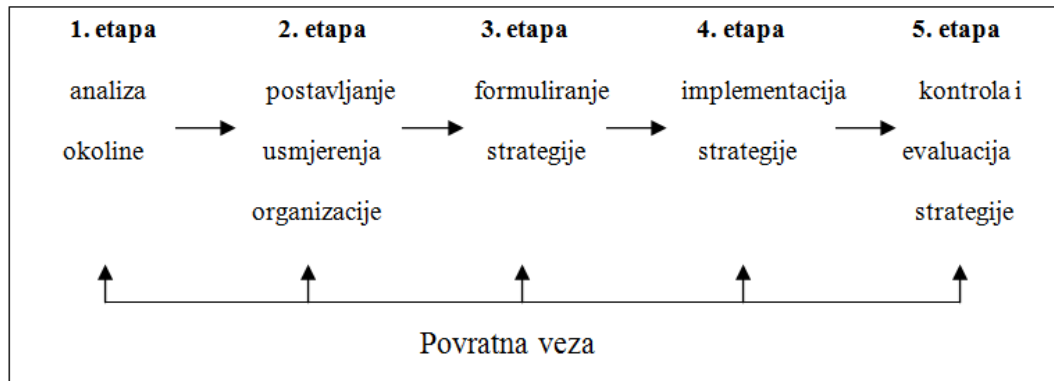 1. etapa 2. etapa 3. etapa 4. etapa 5. etapa
analiza postavljanje formuliranje implementacija kontrola i
okoline usmjerenja strategije strategije evaluacija
organizacije strategije
Povratna veza